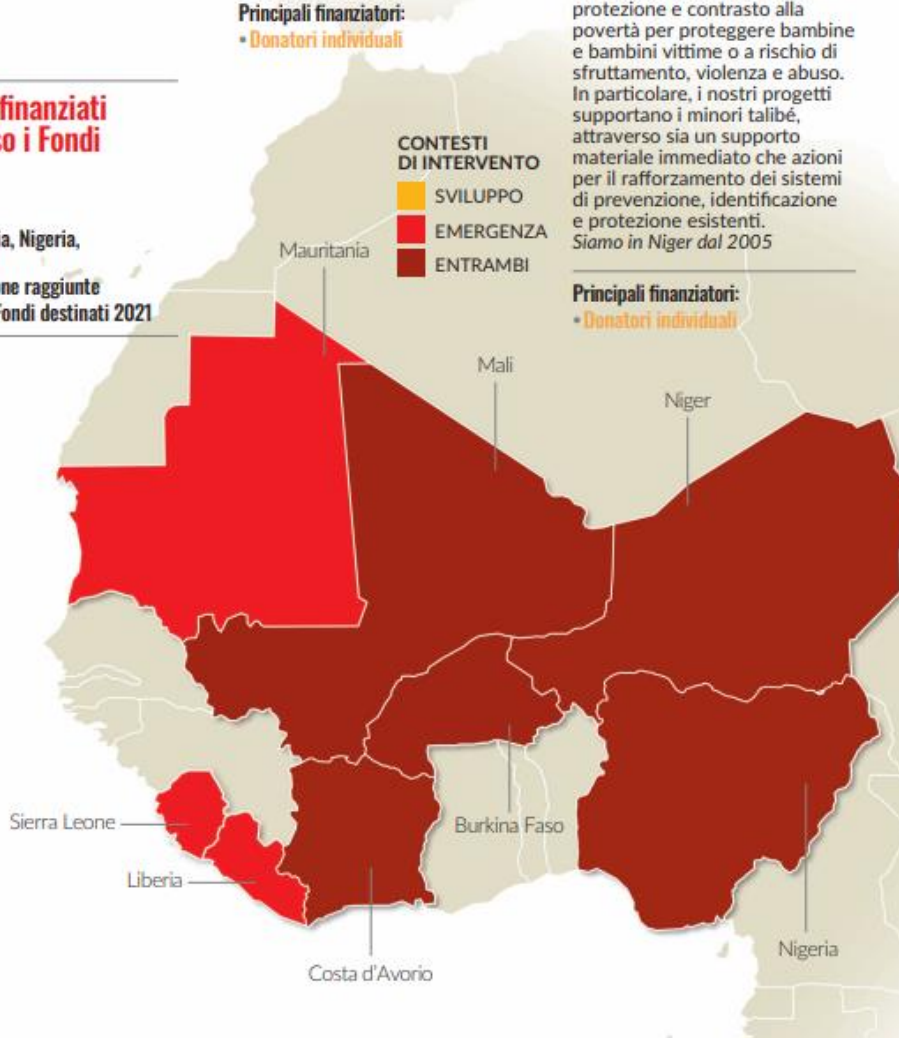 Principali finanziatori:
• Donatori individuali
finanziati
o i Fondi
ia, Nigeria,
ne raggiunte
Fondi destinati 2021
protezione e contrasto alla
povertà per proteggere bambine
e bambini vittime o a rischio di
sfruttamento, violenza e abuso.
In particolare, i nostri progetti
supportano i minori talibé,
attraverso sia un supporto
materiale immediato che azioni
per il rafforzamento dei sistemi
di prevenzione, identificazione
e protezione esistenti.
Siamo in Niger dal 2005
Principali finanziatori:
• Donatori individuali
CONTESTI
DI INTERVENTO
SVILUPPO
EMERGENZA
ENTRAMBI
Mauritania
Mali
Niger
Sierra Leone
Liberia
Burkina Faso
Costa d'Avorio
Nigeria